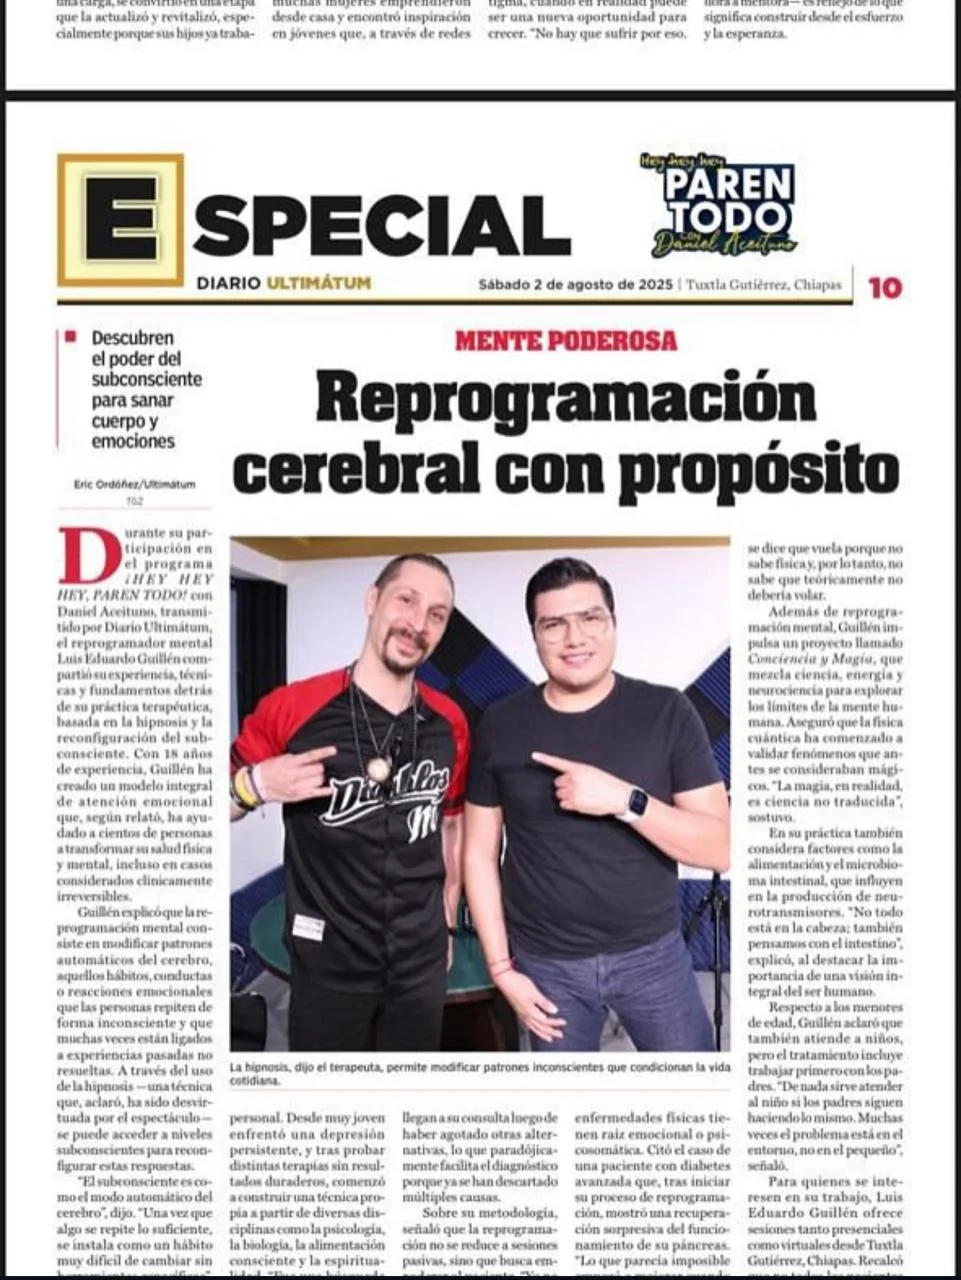 una carga, se convirtió en una etapa
que la actualizó y revitalizó, espe-
cialmente porque sus hijos ya traba-
muchas mujeres emprendieron
desde casa y encontró inspiración
en jóvenes que, a través de redes
tigma, cuando en realidad puede
ser una nueva oportunidad para
crecer. "No hay que sufrir por eso.
dora a mentora— es reflejo de lo que
significa construir desde el esfuerzo
y la esperanza.
ESPECIAL
DIARIO ULTIMÁTUM
Hey hey hey
PAREN
TODO
CON
Daniel Aceituno
Sábado 2 de agosto de 2025 | Tuxtla Gutiérrez, Chiapas
10
Descubren
el poder del
subconsciente
para sanar
cuerpo y
emociones
MENTE PODEROSA
Reprogramación
cerebral con propósito
Eric Ordóñez/Ultimátum
TGZ
Durante su par-
ticipación en
el programa
¡HEY HEY
HEY, PAREN TODO! con
Daniel Aceituno, transmi-
tido por Diario Ultimátum,
el reprogramador mental
Luis Eduardo Guillén com-
partió su experiencia, técni-
cas y fundamentos detrás
de su práctica terapéutica,
basada en la hipnosis y la
reconfiguración del sub-
consciente. Con 18 años
de experiencia, Guillén ha
creado un modelo integral
de atención emocional
que, según relató, ha ayu-
dado a cientos de personas
a transformar su salud física
y mental, incluso en casos
considerados clínicamente
irreversibles.
Guillén explicó que la re-
programación mental con-
siste en modificar patrones
automáticos del cerebro,
aquellos hábitos, conductas
o reacciones emocionales
que las personas repiten de
forma inconsciente y que
muchas veces están ligados
a experiencias pasadas no
resueltas. A través del uso
de la hipnosis —una técnica
que, aclaró, ha sido desvir-
tuada por el espectáculo—
se puede acceder a niveles
subconscientes para recon-
figurar estas respuestas.
"El subconsciente es co-
mo el modo automático del
cerebro", dijo. "Una vez que
algo se repite lo suficiente,
se instala como un hábito
muy difícil de cambiar sin
La hipnosis, dijo el terapeuta, permite modificar patrones inconscientes que condicionan la vida
cotidiana.
personal. Desde muy joven
enfrentó una depresión
persistente, y tras probar
distintas terapias sin resul-
tados duraderos, comenzó
a construir una técnica pro-
pia a partir de diversas dis-
ciplinas como la psicología,
la biología, la alimentación
consciente y la espiritua-
llegan a su consulta luego de
haber agotado otras alter-
nativas, lo que paradójica-
mente facilita el diagnóstico
porque ya se han descartado
múltiples causas.
Sobre su metodología,
señaló que la reprograma-
ción no se reduce a sesiones
pasivas, sino que busca em-
enfermedades físicas tie-
nen raíz emocional o psi-
cosomática. Citó el caso de
una paciente con diabetes
avanzada que, tras iniciar
su proceso de reprograma-
ción, mostró una recupera-
ción sorpresiva del funcio-
namiento de su páncreas.
"Lo que parecía imposible
se dice que vuela porque no
sabe física y, por lo tanto, no
sabe que teóricamente no
debería volar.
Además de reprogra-
mación mental, Guillén im-
pulsa un proyecto llamado
Conciencia y Magia, que
mezcla ciencia, energía y
neurociencia para explorar
los límites de la mente hu-
mana. Aseguró que la física
cuántica ha comenzado a
validar fenómenos que an-
tes se consideraban mági-
cos. "La magia, en realidad,
es ciencia no traducida",
sostuvo.
En su práctica también
considera factores como la
alimentación y el microbio-
ma intestinal, que influyen
en la producción de neu-
rotransmisores. "No todo
está en la cabeza; también
pensamos con el intestino",
explicó, al destacar la im-
portancia de una visión in-
tegral del ser humano.
Respecto a los menores
de edad, Guillén aclaró que
también atiende a niños,
pero el tratamiento incluye
trabajar primero con los pa-
dres. "De nada sirve atender
al niño si los padres siguen
haciendo lo mismo. Muchas
veces el problema está en el
entorno, no en el pequeño",
señaló.
Para quienes se inte-
resen en su trabajo, Luis
Eduardo Guillén ofrece
sesiones tanto presenciales
como virtuales desde Tuxtla
Gutiérrez, Chiapas. Recalcó